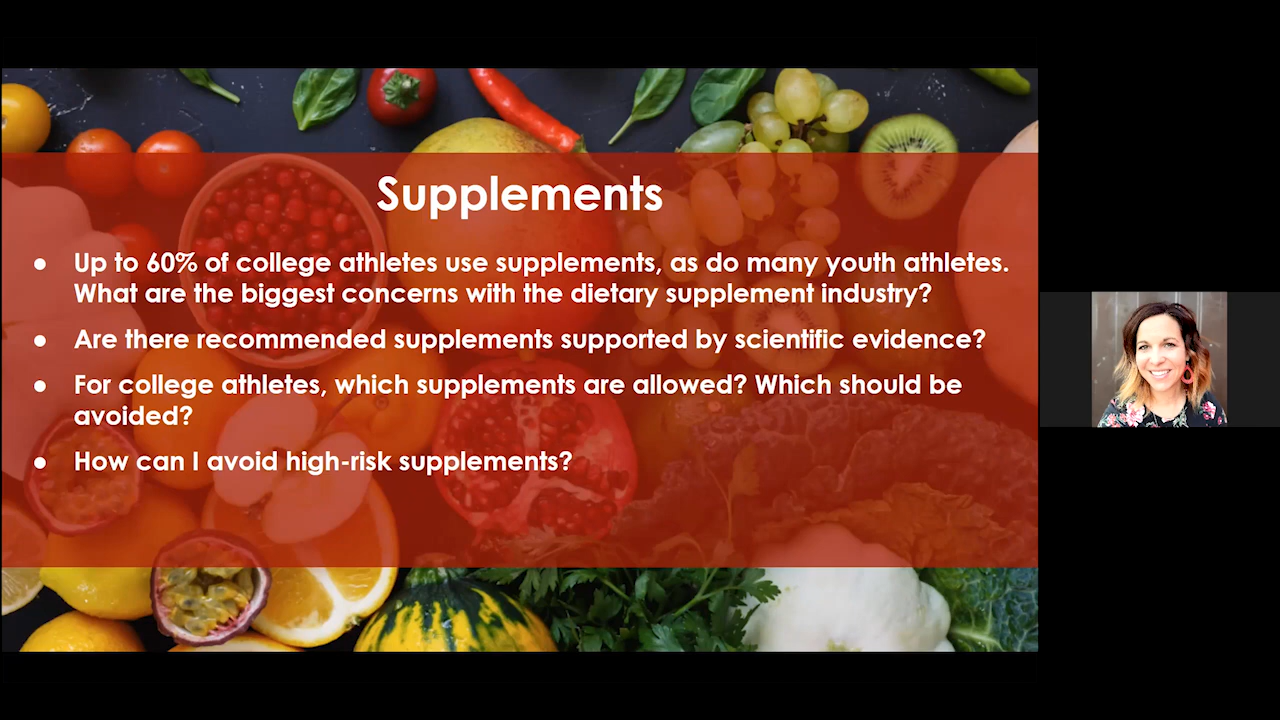 Supplements
● Up to 60% of college athletes use supplements, as do many youth athletes.
What are the biggest concerns with the dietary supplement industry?
● Are there recommended supplements supported by scientific evidence?
● For college athletes, which supplements are allowed? Which should be
avoided?
● How can I avoid high-risk supplements?